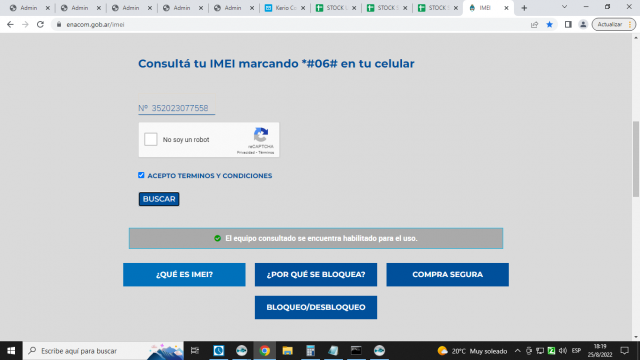 Admin
Admin
Admin
Admin
Admin
Kerio Co
STOCK
STOCK S
STOCK
IMEI
enacom.gob.ar/imei
Actualizar
Consultá tu IMEI marcando *#06# en tu celular
Nº 352023077558
No soy un robot
reCAPTCHA
Privacidad - Términos
ACEPTO TERMINOS Y CONDICIONES
BUSCAR
El equipo consultado se encuentra habilitado para el uso.
¿QUÉ ES IMEI?
¿POR QUÉ SE BLOQUEA?
COMPRA SEGURA
BLOQUEO/DESBLOQUEO
Escribe aquí para buscar
20°C Muy soleado
ESP
18:19
25/8/2022